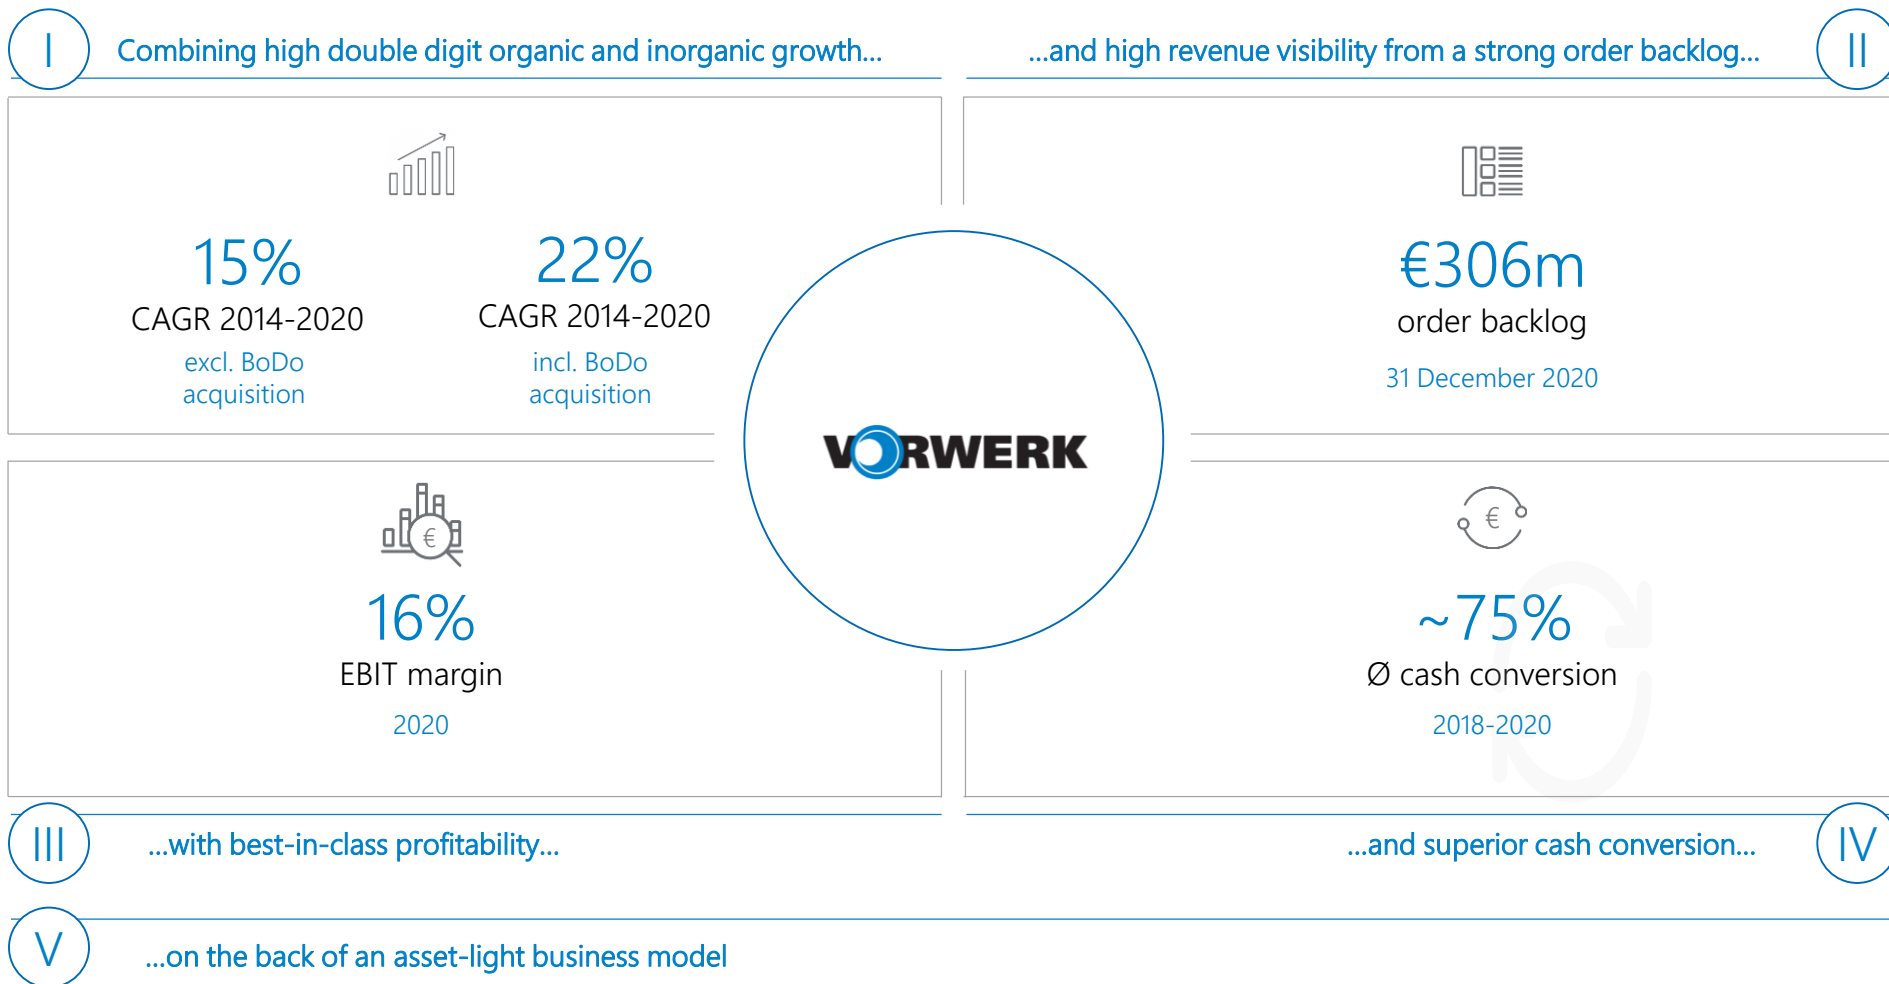 I
Combining high double digit organic and inorganic growth...
...and high revenue visibility from a strong order backlog...
II
15%
CAGR 2014-2020
excl. BoDo
acquisition
22%
CAGR 2014-2020
incl. BoDo
acquisition
€306m
order backlog
31 December 2020
VORWERK
€
16%
EBIT margin
2020
€
~75%
Ø cash conversion
2018-2020
III
...with best-in-class profitability...
...and superior cash conversion...
IV
V
...on the back of an asset-light business model